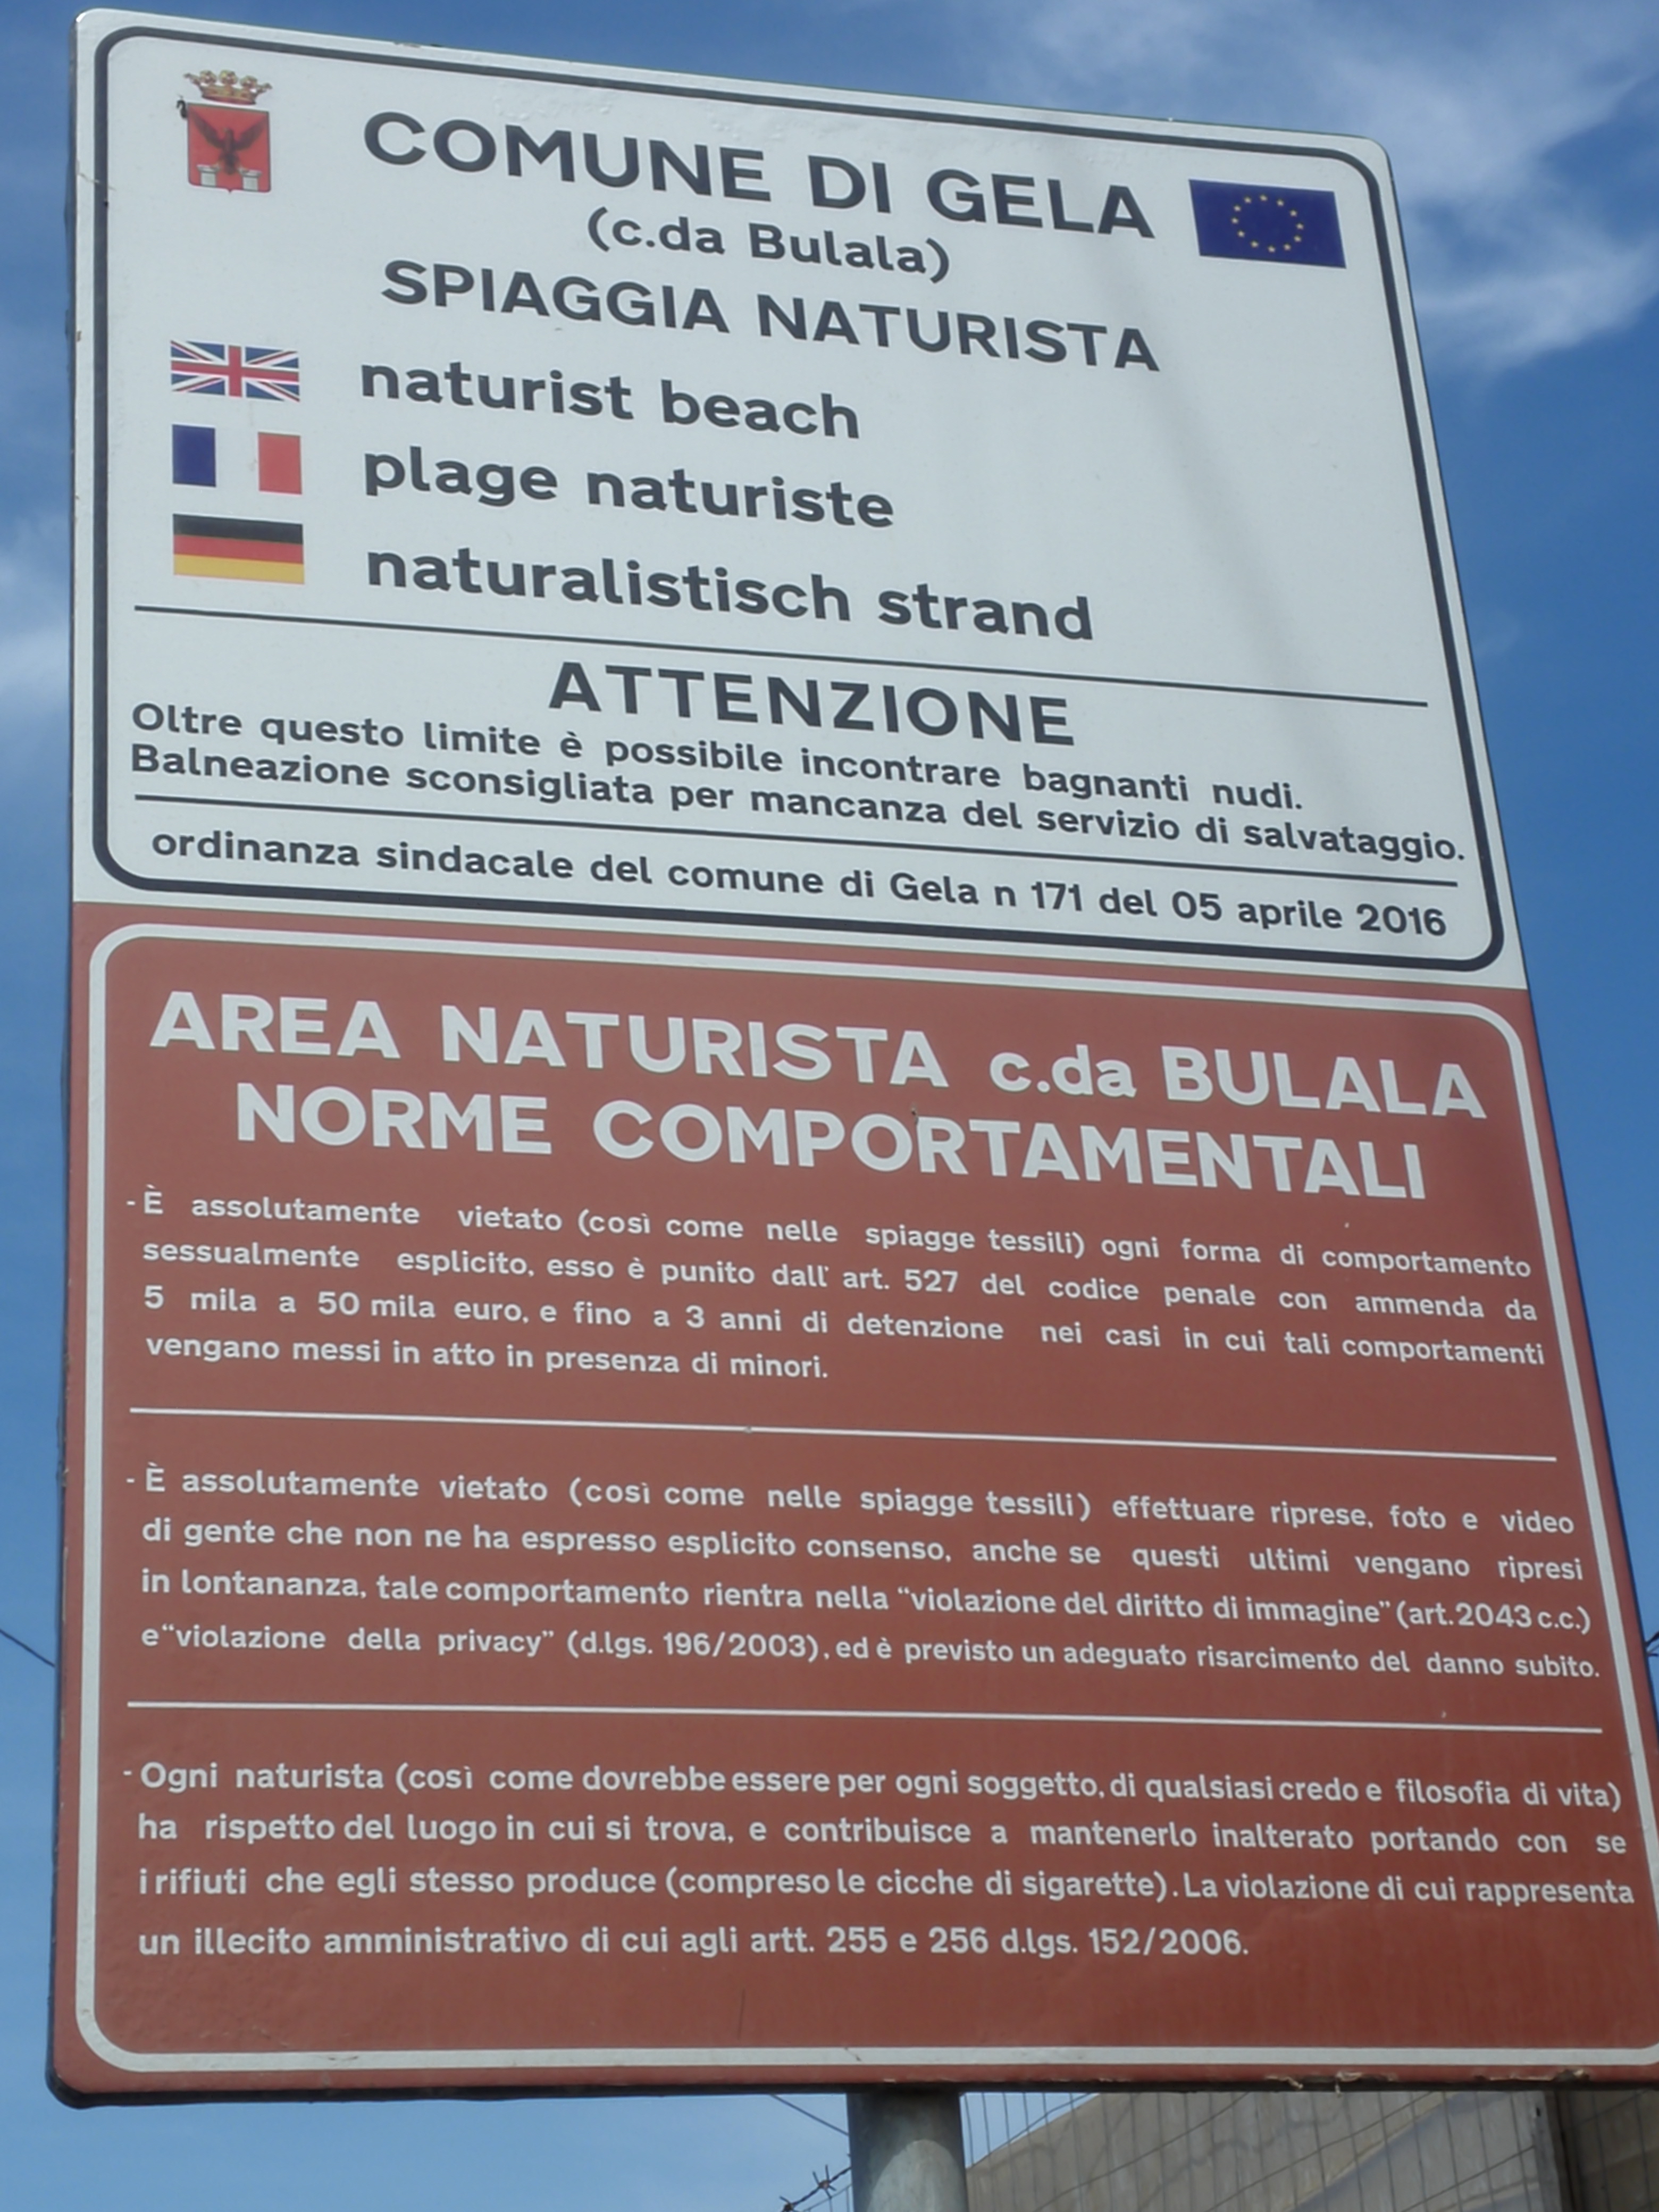 COMUNE DI GELA
(c.da Bulala)
SPIAGGIA NATURISTA
naturist beach
plage naturiste
naturalistisch strand
ATTENZIONE
Oltre questo limite è possibile incontrare bagnanti nudi.
Balneazione sconsigliata per mancanza del servizio di salvataggio.
ordinanza sindacale del comune di Gela n 171 del 05 aprile 2016
AREA NATURISTA c.da BULALA
NORME COMPORTAMENTALI
- È assolutamente vietato (così come nelle spiagge tessili) ogni forma di comportamento
sessualmente esplicito, esso è punito dall' art. 527 del codice penale con ammenda da
5 mila a 50 mila euro, e fino a 3 anni di detenzione nei casi in cui tali comportamenti
vengano messi in atto in presenza di minori.
- È assolutamente vietato (così come nelle spiagge tessili) effettuare riprese, foto e video
di gente che non ne ha espresso esplicito consenso, anche se questi ultimi vengano ripresi
in lontananza, tale comportamento rientra nella “violazione del diritto di immagine” (art. 2043 c.c.)
e “violazione della privacy” (d.lgs. 196/2003), ed è previsto un adeguato risarcimento del danno subito.
- Ogni naturista (così come dovrebbe essere per ogni soggetto, di qualsiasi credo e filosofia di vita)
ha rispetto del luogo in cui si trova, e contribuisce a mantenerlo inalterato portando con se
i rifiuti che egli stesso produce (compreso le cicche di sigarette). La violazione di cui rappresenta
un illecito amministrativo di cui agli artt. 255 e 256 d.lgs. 152/2006.